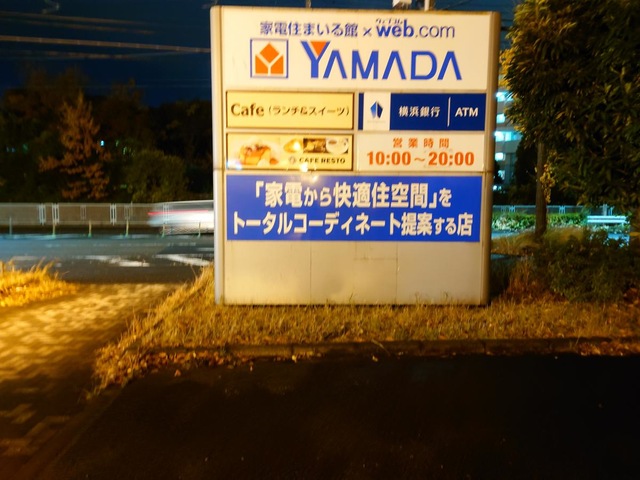 家電住まいる館×web.com
YAMADA
Cafe (ランチ&スイーツ)
横浜銀行 ATM
CAFE RESTO
営業時間
10:00～20:00
「家電から快適住空間」を
トータルコーディネート提案する店